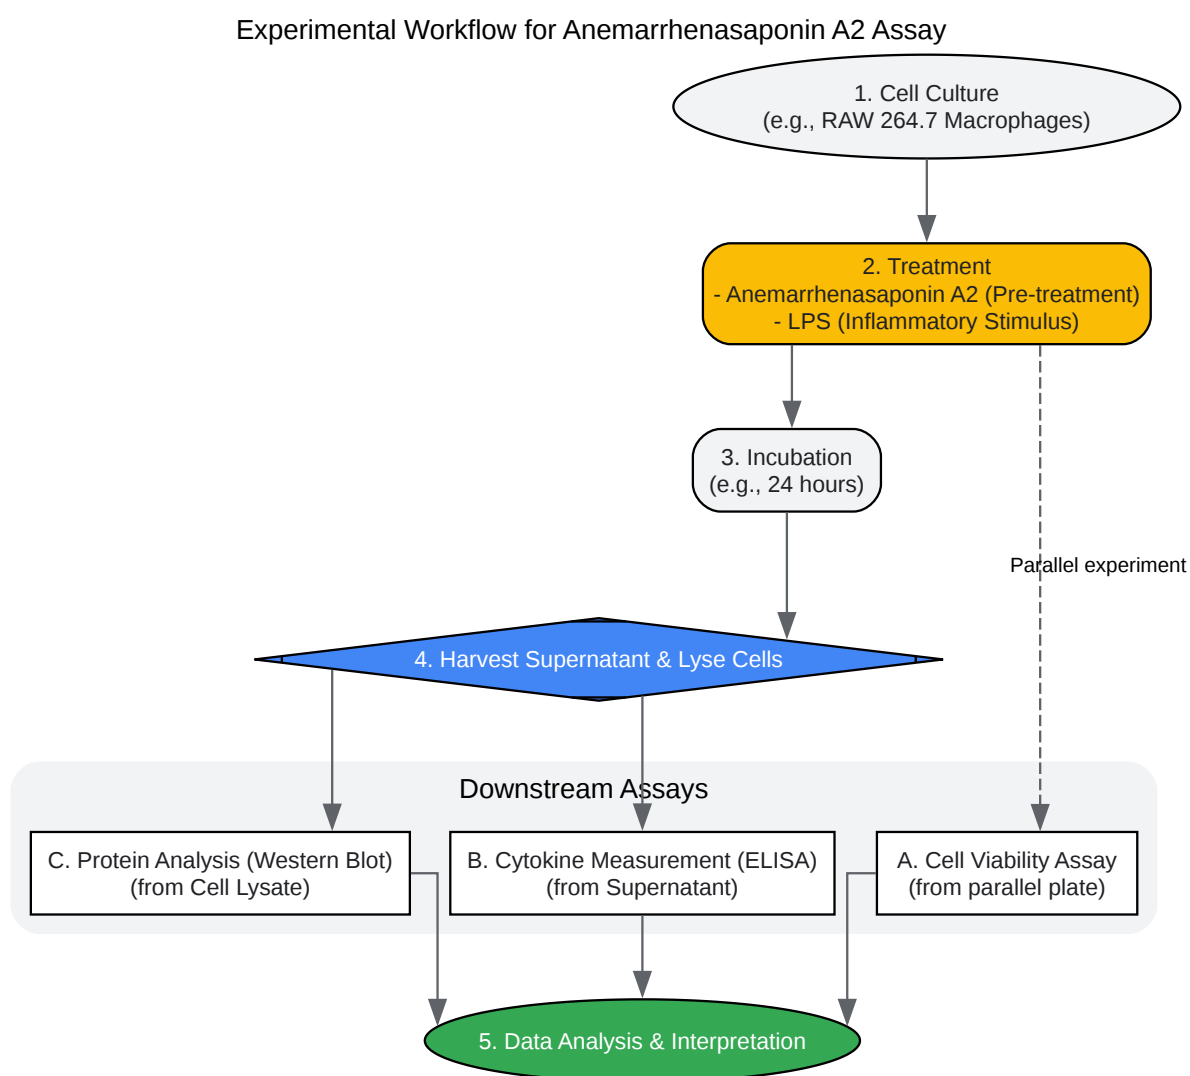 Experimental Workflow for Anemarrhenasaponin A2 Assay
1. Cell Culture
(e.g., RAW 264.7 Macrophages)
2. Treatment
- Anemarrhenasaponin A2 (Pre-treatment)
- LPS (Inflammatory Stimulus)
3. Incubation
(e.g., 24 hours)
Parallel experiment
4. Harvest Supernatant & Lyse Cells
Downstream Assays
C. Protein Analysis (Western Blot)
(from Cell Lysate)
B. Cytokine Measurement (ELISA)
(from Supernatant)
A. Cell Viability Assay
(from parallel plate)
5. Data Analysis & Interpretation